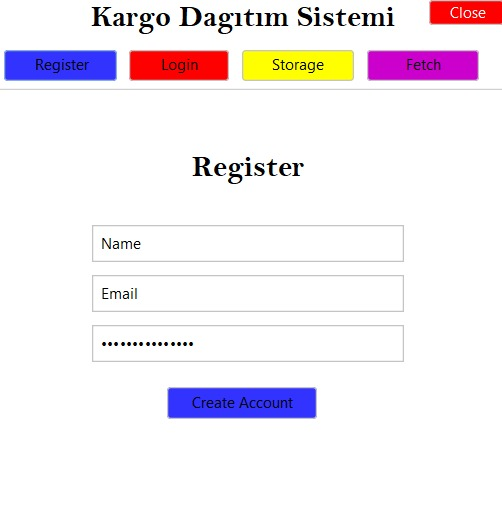 Kargo Dagıtım Sistemi
Close
Register Login Storage Fetch
Register
Name
Email
•••••••••••••••
Create Account